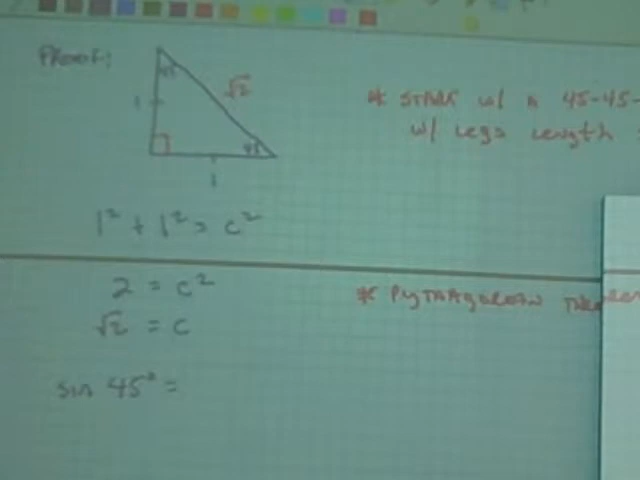 Proof:
45
√2
1
45
1
* START w/ A 45-45-
w/ Legs Length
1² + 1² = c²
2 = c²
* PYTHAGOREAN THEOREM
√2 = c
sin 45° =